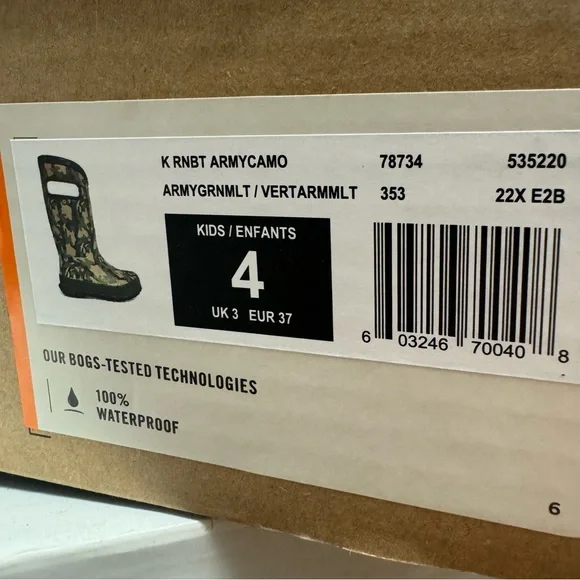 K RNBT ARMYCAMO 78734 535220
ARMYGRNMLT / VERTARMMLT 353 22X E2B
KIDS / ENFANTS
4
UK 3 EUR 37
6 03246 70040 8
OUR BOGS-TESTED TECHNOLOGIES
100%
WATERPROOF
6